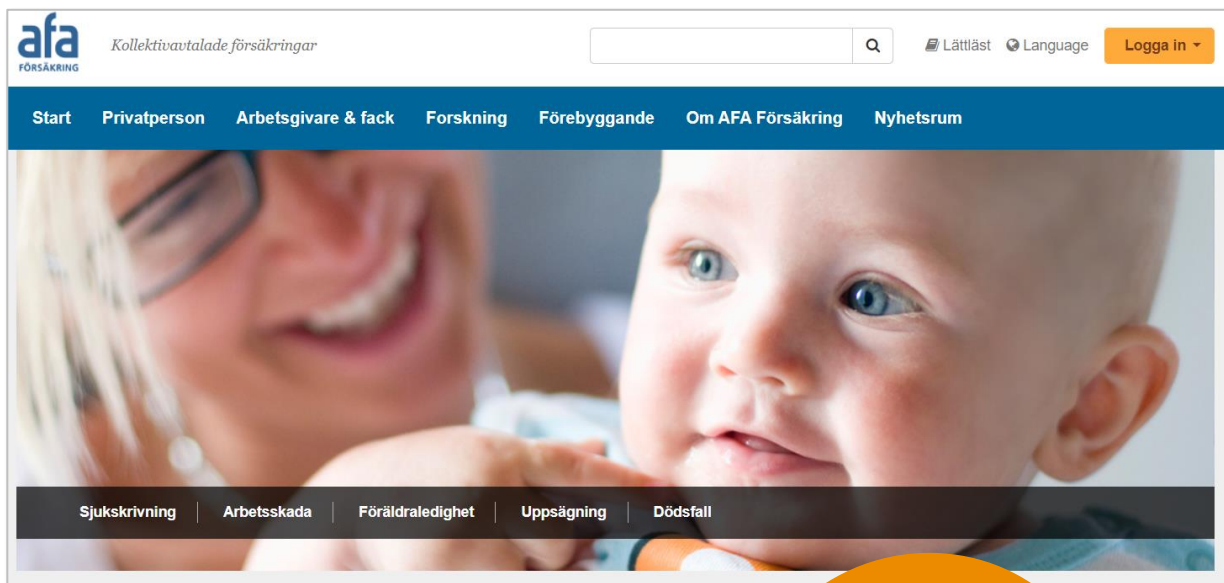 afa
FÖRSÄKRING
Kollektivavtalade försäkringar
Lättläst Language Logga in
Start Privatperson Arbetsgivare & fack Forskning Förebyggande Om AFA Försäkring Nyhetsrum
Sjukskrivning Arbetsskada Föräldraledighet Uppsägning Dödsfall